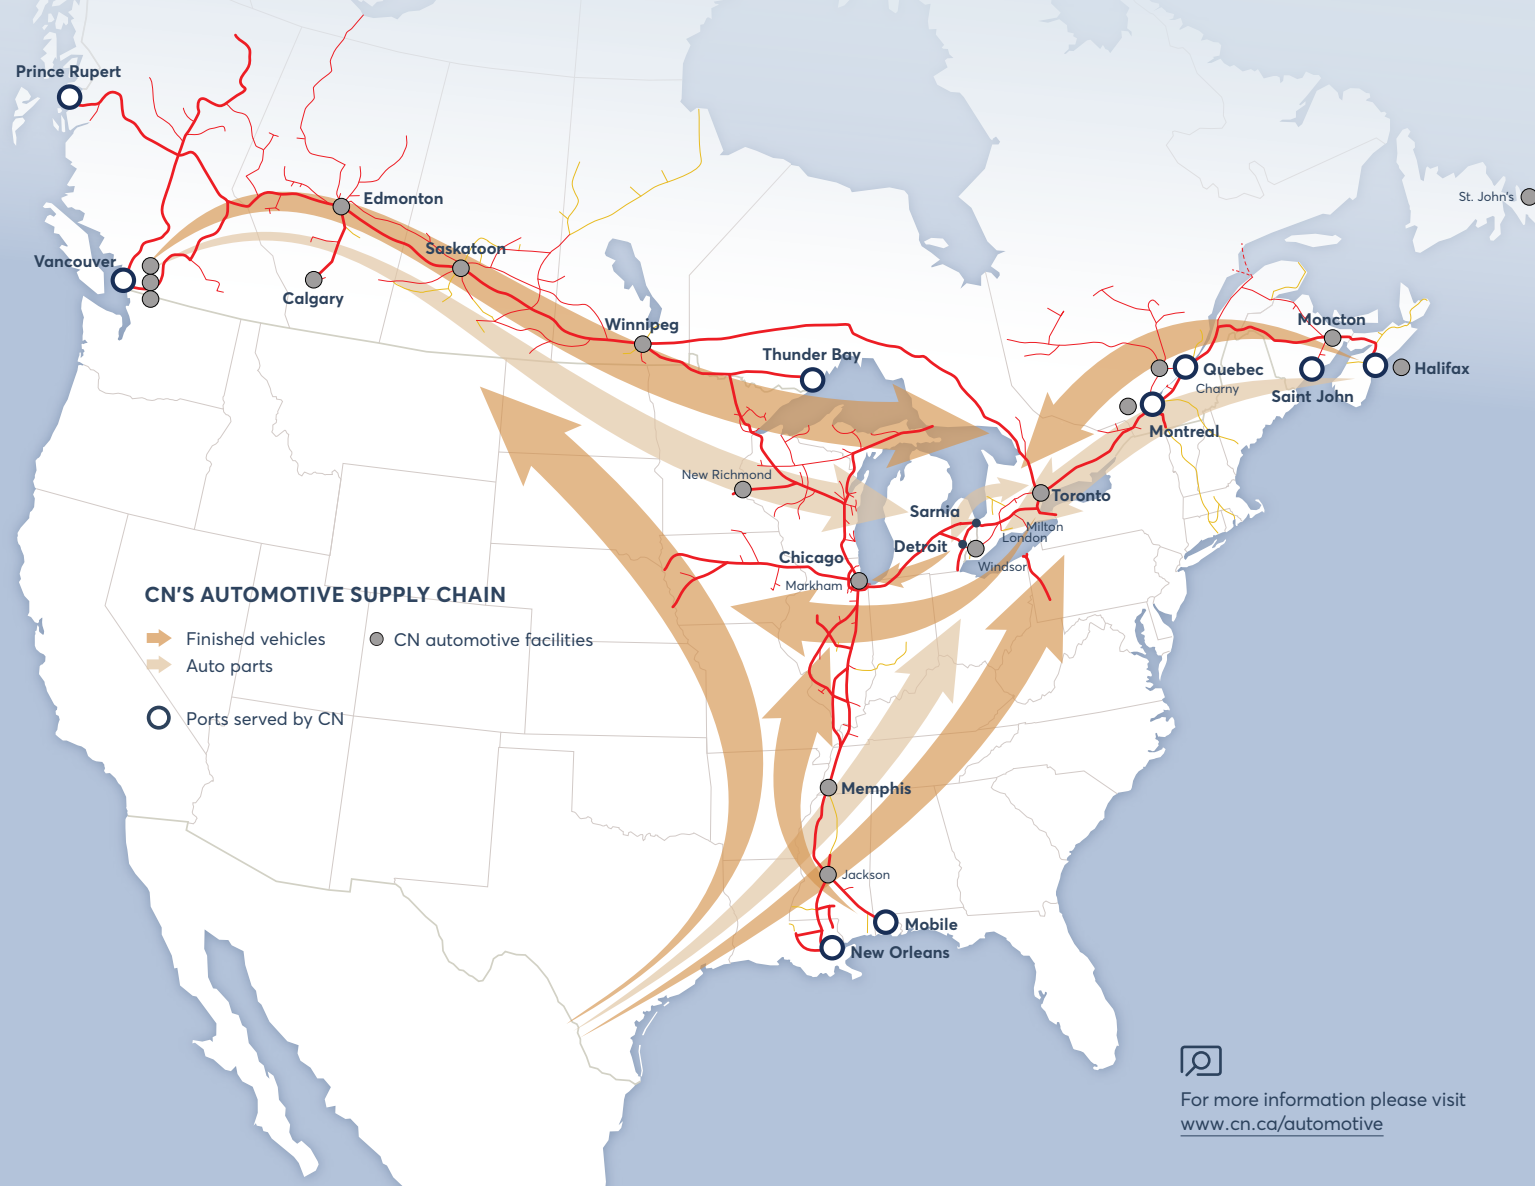 Prince Rupert
St. John's
Edmonton
Saskatoon
Vancouver
Calgary
Winnipeg
Moncton
Thunder Bay
Quebec
Halifax
Charny
Saint John
Montreal
New Richmond
Toronto
Sarnia
Milton
London
Detroit
Chicago
Windsor
Markham
CN'S AUTOMOTIVE SUPPLY CHAIN
Finished vehicles
CN automotive facilities
Auto parts
Ports served by CN
Memphis
Jackson
Mobile
New Orleans
For more information please visit
www.cn.ca/automotive